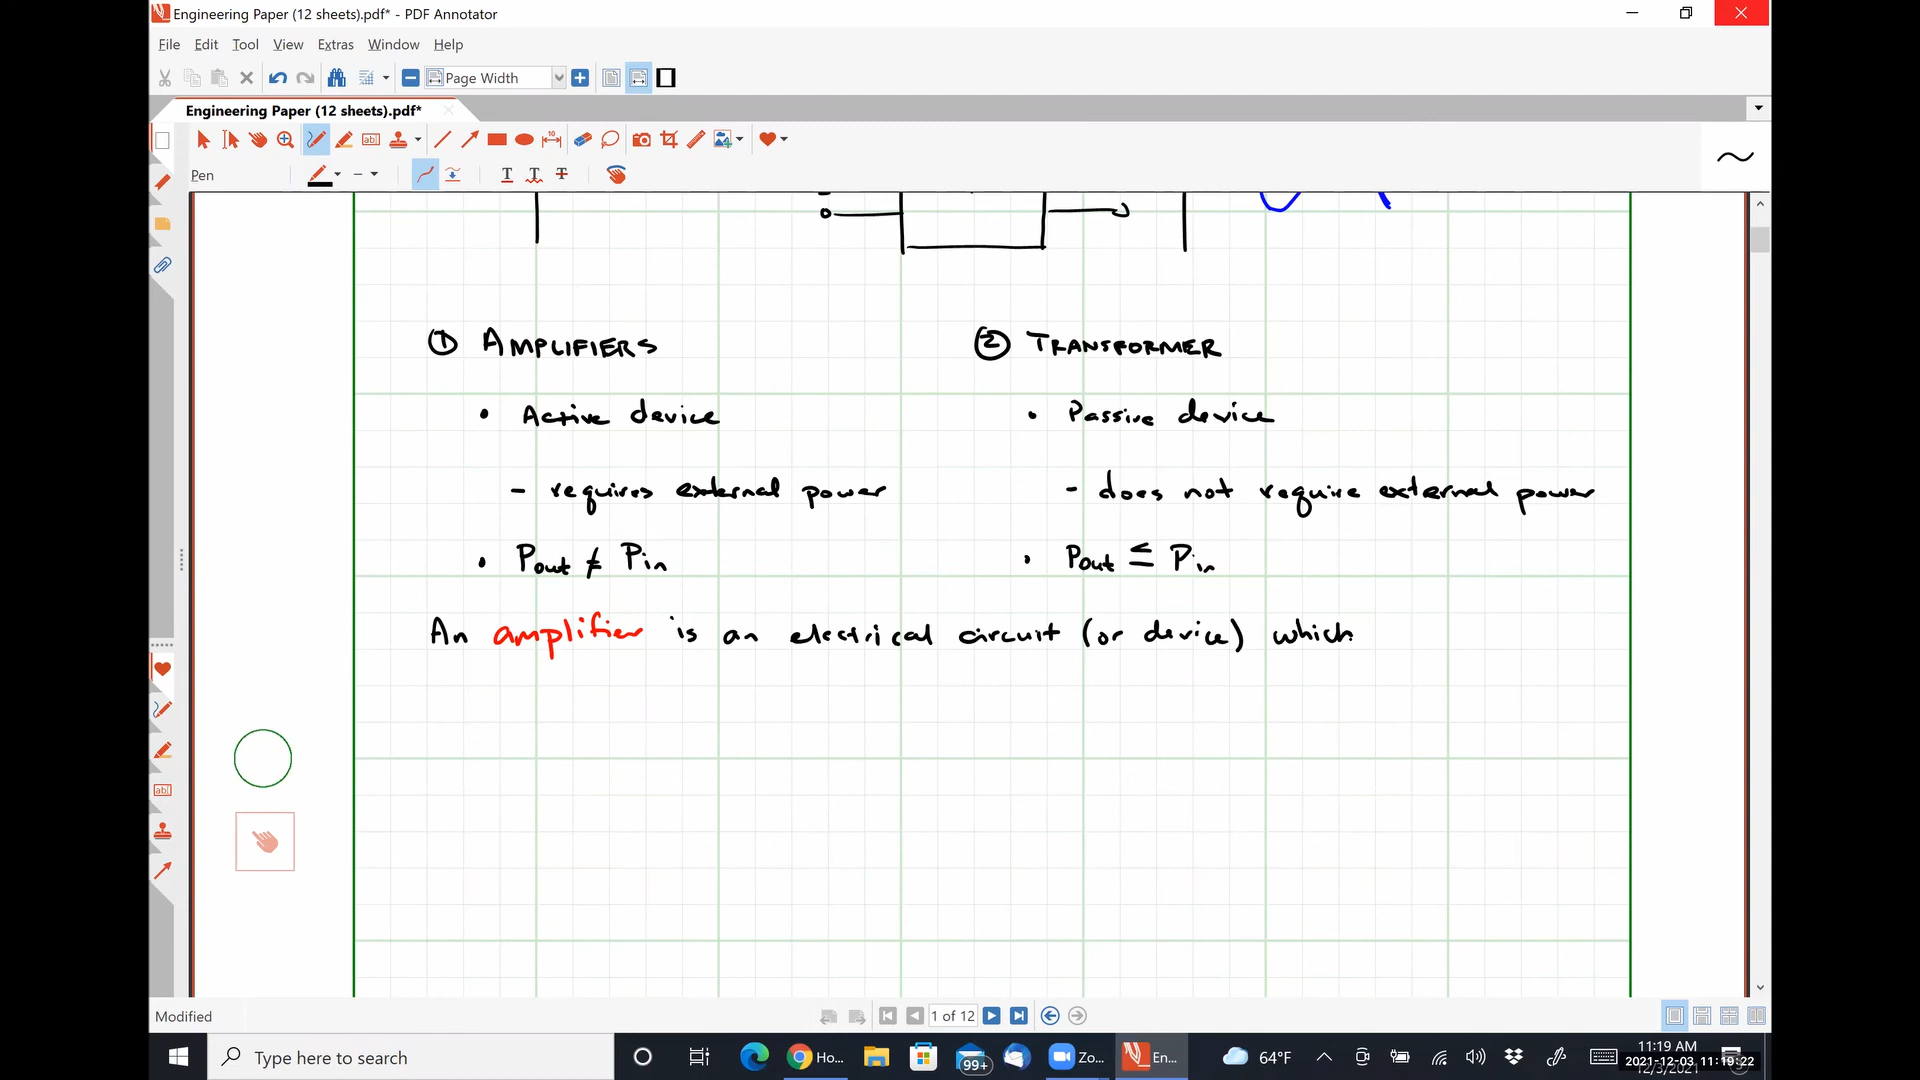 Engineering Paper (12 sheets).pdf* - PDF Annotator
File Edit Tool View Extras Window Help
Page Width
Engineering Paper (12 sheets).pdf*
Pen
① AMPLIFIERS
② TRANSFORMER
• Active device
• Passive device
- requires external power
- does not require external power
• Pout ≠ Pin
• Pout ≤ Pin
An amplifier is an electrical circuit (or device) which
Modified
1 of 12
Type here to search
99+
Ho...
Zo...
En...
64°F
11:19 AM
2021-12-03, 11:19:22
12/3/2021